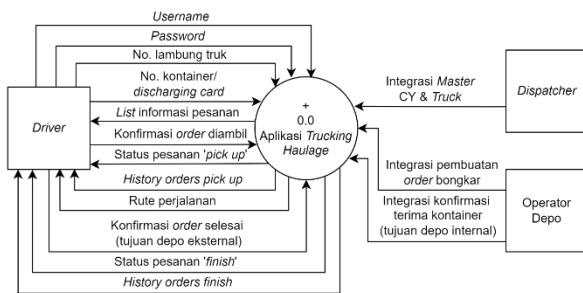 Username
Password
No. lambung truk
No. kontainer/
discharging card
List informasi pesanan
Konfirmasi order diambil
Status pesanan 'pick up'
History orders pick up
Rute perjalanan
Konfirmasi order selesai
(tujuan depo eksternal)
Status pesanan 'finish'
History orders finish
Driver
+
0.0
Aplikasi Trucking
Haulage
Integrasi Master
CY & Truck
Dispatcher
Integrasi pembuatan
order bongkar
Integrasi konfirmasi
terima kontainer
(tujuan depo internal)
Operator
Depo